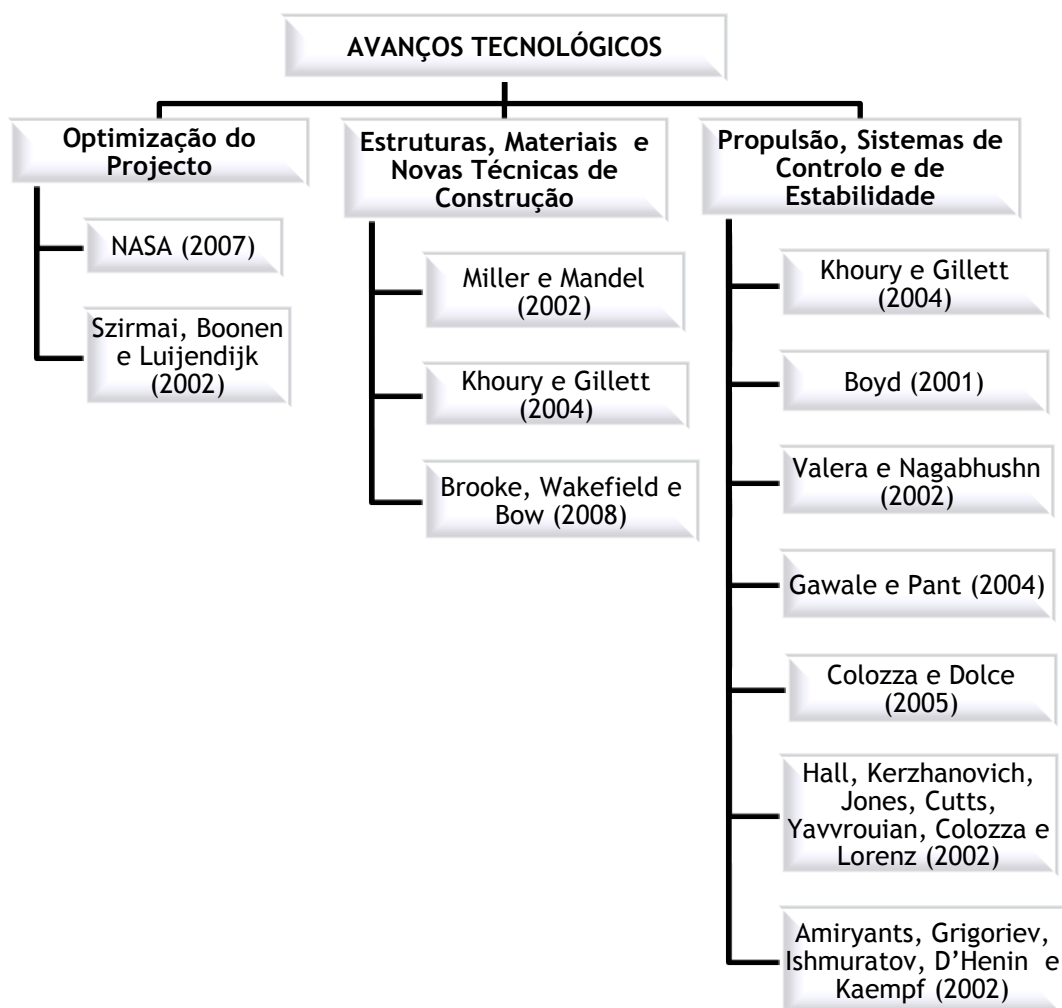 AVANÇOS TECNOLÓGICOS
Optimização do
Projecto
NASA (2007)
Szirmai, Boonen
e Luijendijk
(2002)
Estruturas, Materiais e
Novas Técnicas de
Construção
Miller e Mandel
(2002)
Khoury e Gillett
(2004)
Brooke, Wakefield e
Bow (2008)
Propulsão, Sistemas de
Controlo e de
Estabilidade
Khoury e Gillett
(2004)
Boyd (2001)
Valera e Nagabhushn
(2002)
Gawale e Pant (2004)
Colozza e Dolce
(2005)
Hall, Kerzhanovich,
Jones, Cutts,
Yavvrouian, Colozza e
Lorenz (2002)
Amiryants, Grigoriev,
Ishmuratov, D’Henin e
Kaempf (2002)